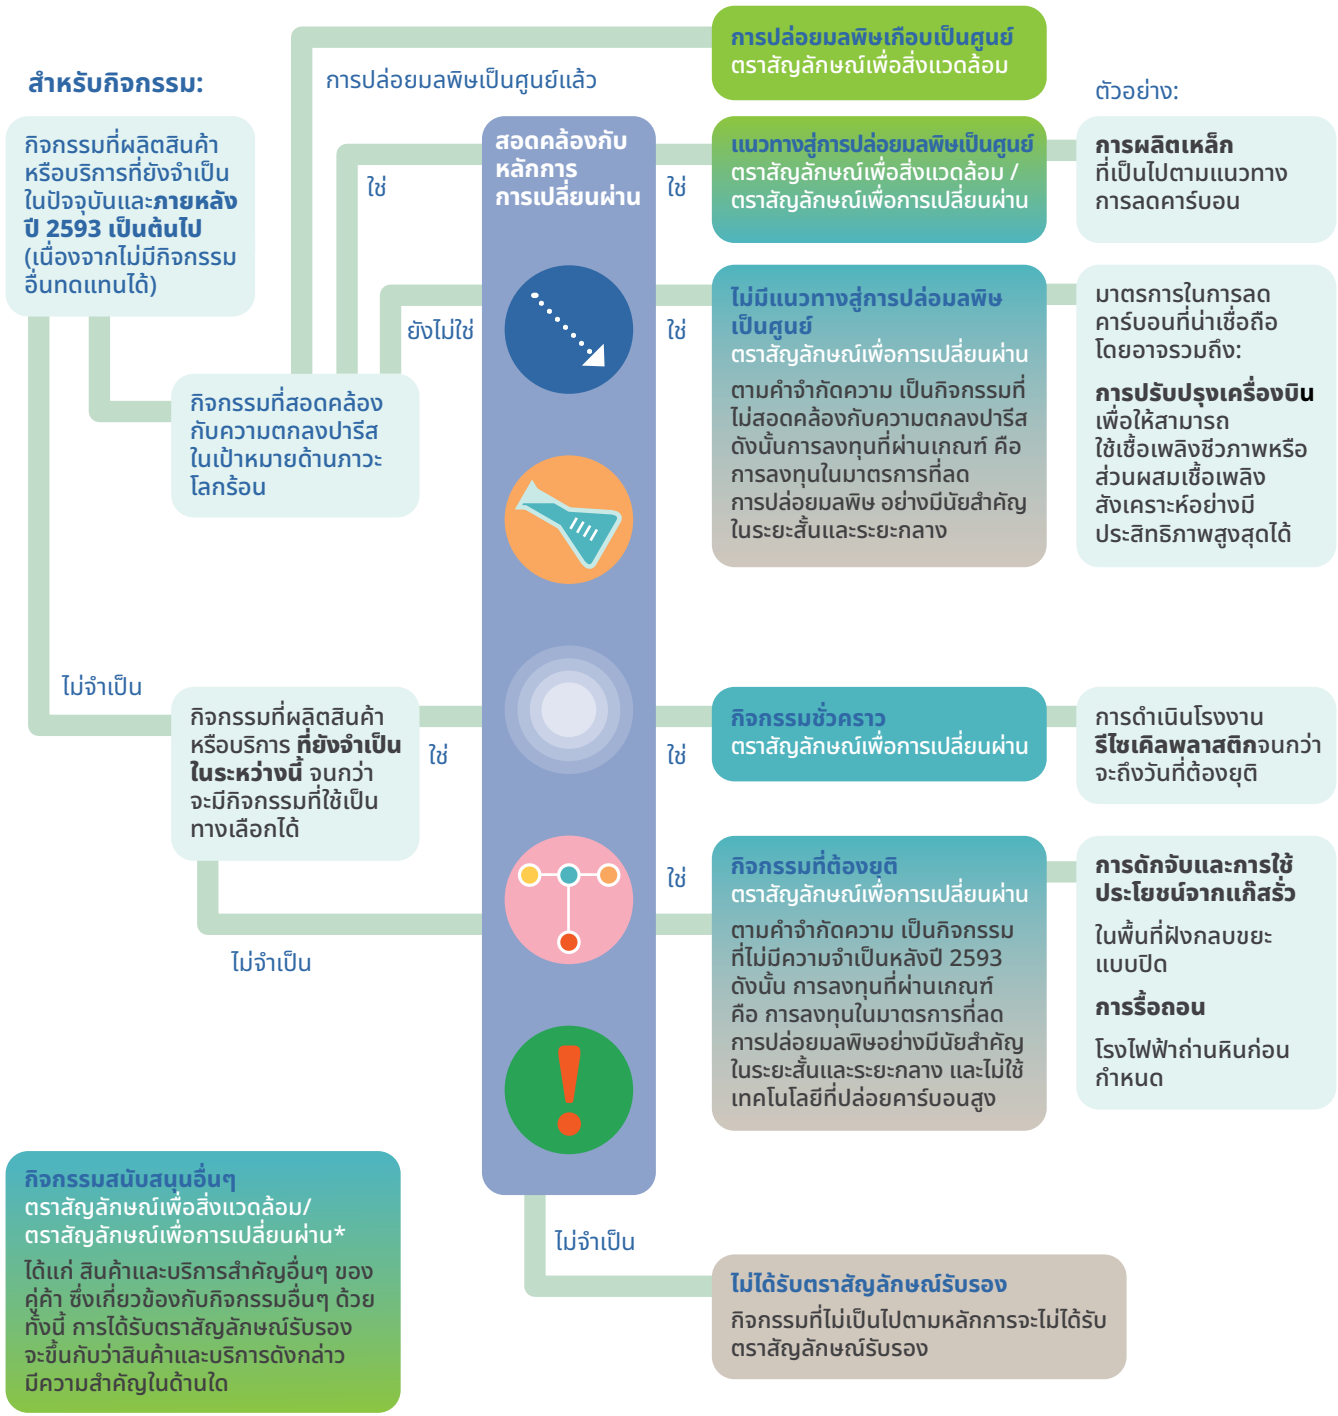 สำหรับกิจกรรม:
กิจกรรมที่ผลิตสินค้า
หรือบริการที่ยังจำเป็น
ในปัจจุบันและภายหลัง
ปี 2593 เป็นต้นไป
(เนื่องจากไม่มีกิจกรรม
อื่นทดแทนได้)
การปล่อยมลพิษเป็นศูนย์แล้ว
ใช่
ยังไม่ใช่
กิจกรรมที่สอดคล้อง
กับความตกลงปารีส
ในเป้าหมายด้านภาวะ
โลกร้อน
ไม่จำเป็น
กิจกรรมที่ผลิตสินค้า
หรือบริการ ที่ยังจำเป็น
ในระหว่างนี้ จนกว่า
จะมีกิจกรรมที่ใช้เป็น
ทางเลือกได้
ใช่
ไม่จำเป็น
สอดคล้องกับ
หลักการ
การเปลี่ยนผ่าน
การปล่อยมลพิษเกือบเป็นศูนย์
ตราสัญลักษณ์เพื่อสิ่งแวดล้อม
ตัวอย่าง:
ใช่
แนวทางสู่การปล่อยมลพิษเป็นศูนย์
ตราสัญลักษณ์เพื่อสิ่งแวดล้อม /
ตราสัญลักษณ์เพื่อการเปลี่ยนผ่าน
การผลิตเหล็ก
ที่เป็นไปตามแนวทาง
การลดคาร์บอน
ใช่
ไม่มีแนวทางสู่การปล่อมลพิษ
เป็นศูนย์
ตราสัญลักษณ์เพื่อการเปลี่ยนผ่าน
ตามคำจำกัดความ เป็นกิจกรรมที่
ไม่สอดคล้องกับความตกลงปารีส
ดังนั้นการลงทุนที่ผ่านเกณฑ์ คือ
การลงทุนในมาตรการที่ลด
การปล่อยมลพิษ อย่างมีนัยสำคัญ
ในระยะสั้นและระยะกลาง
มาตรการในการลด
คาร์บอนที่น่าเชื่อถือ
โดยอาจรวมถึง:
การปรับปรุงเครื่องบิน
เพื่อให้สามารถ
ใช้เชื้อเพลิงชีวภาพหรือ
ส่วนผสมเชื้อเพลิง
สังเคราะห์อย่างมี
ประสิทธิภาพสูงสุดได้
ใช่
กิจกรรมชั่วคราว
ตราสัญลักษณ์เพื่อการเปลี่ยนผ่าน
การดำเนินโรงงาน
รีไซเคิลพลาสติกจนกว่า
จะถึงวันที่ต้องยุติ
ใช่
กิจกรรมที่ต้องยุติ
ตราสัญลักษณ์เพื่อการเปลี่ยนผ่าน
ตามคำจำกัดความ เป็นกิจกรรม
ที่ไม่มีความจำเป็นหลังปี 2593
ดังนั้น การลงทุนที่ผ่านเกณฑ์
คือ การลงทุนในมาตรการที่ลด
การปล่อยมลพิษอย่างมีนัยสำคัญ
ในระยะสั้นและระยะกลาง และไม่ใช้
เทคโนโลยีที่ปล่อยคาร์บอนสูง
การดักจับและการใช้
ประโยชน์จากแก๊สรั่ว
ในพื้นที่ฝังกลบขยะ
แบบปิด
การรื้อถอน
โรงไฟฟ้าถ่านหินก่อน
กำหนด
กิจกรรมสนับสนุนอื่นๆ
ตราสัญลักษณ์เพื่อสิ่งแวดล้อม/
ตราสัญลักษณ์เพื่อการเปลี่ยนผ่าน*
ได้แก่ สินค้าและบริการสำคัญอื่นๆ ของ
คู่ค้า ซึ่งเกี่ยวข้องกับกิจกรรมอื่นๆ ด้วย
ทั้งนี้ การได้รับตราสัญลักษณ์รับรอง
จะขึ้นกับว่าสินค้าและบริการดังกล่าว
มีความสำคัญในด้านใด
ไม่จำเป็น
ไม่ได้รับตราสัญลักษณ์รับรอง
กิจกรรมที่ไม่เป็นไปตามหลักการจะไม่ได้รับ
ตราสัญลักษณ์รับรอง